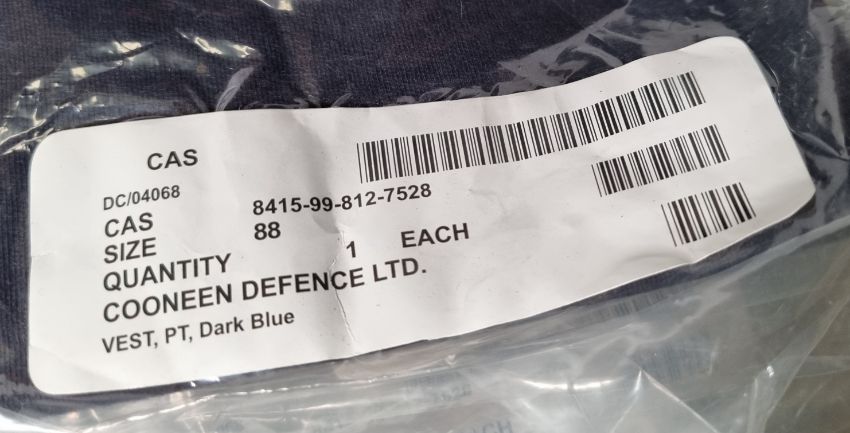 CAS
DC/04068
CAS 8415-99-812-7528
SIZE 88
QUANTITY 1 EACH
COONEEN DEFENCE LTD.
VEST, PT, Dark Blue